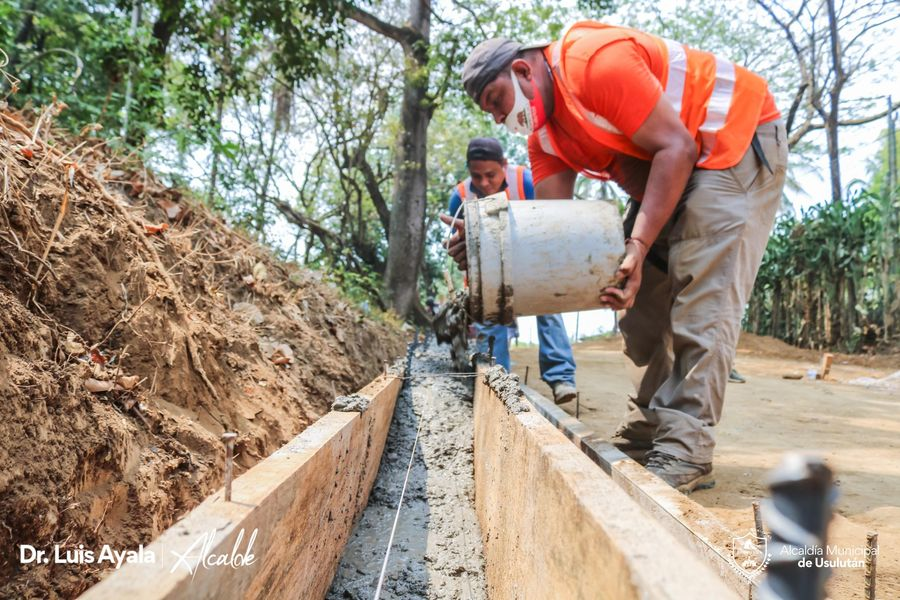 Dr. Luis Ayala Alcalde
Alcaldía Municipal
de Usulután